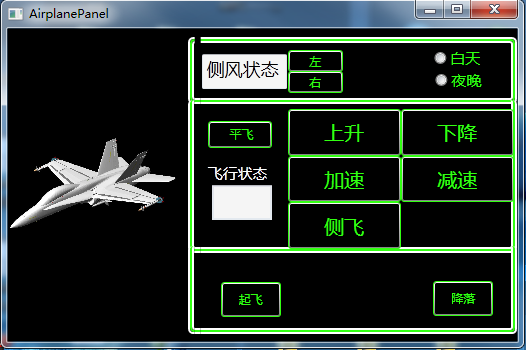 AirplanePanel
侧风状态
左
右
白天
夜晚
平飞
上升
下降
飞行状态
加速
减速
侧飞
起飞
降落